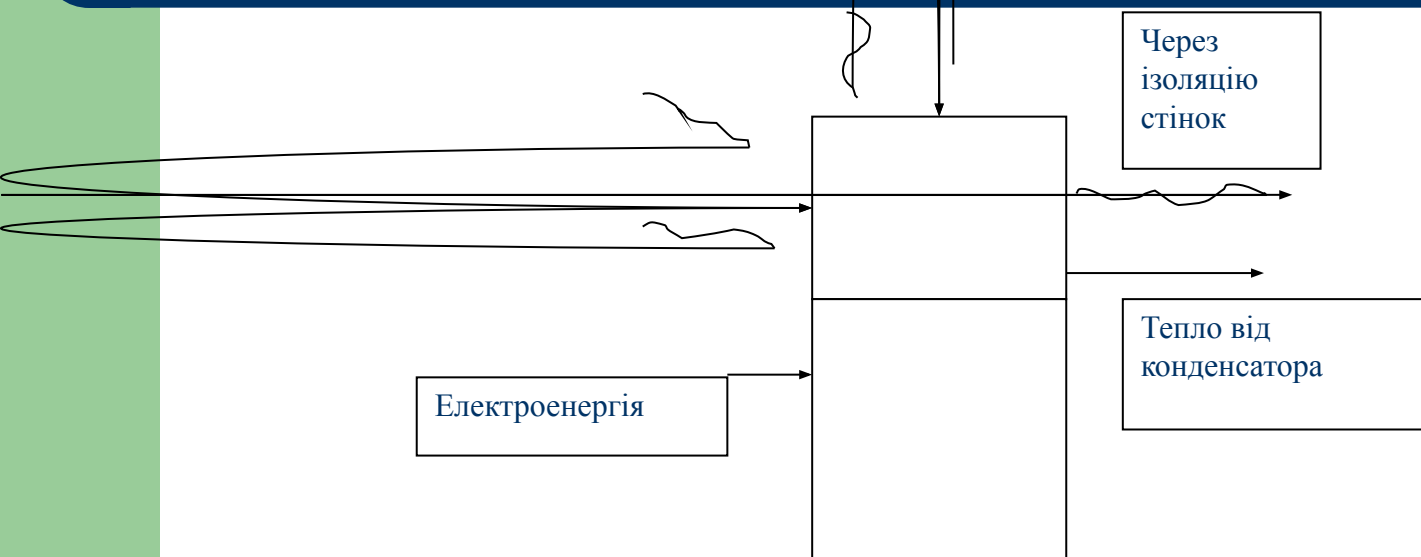 Через
ізоляцію
стінок
Тепло від
конденсатора
Електроенергія